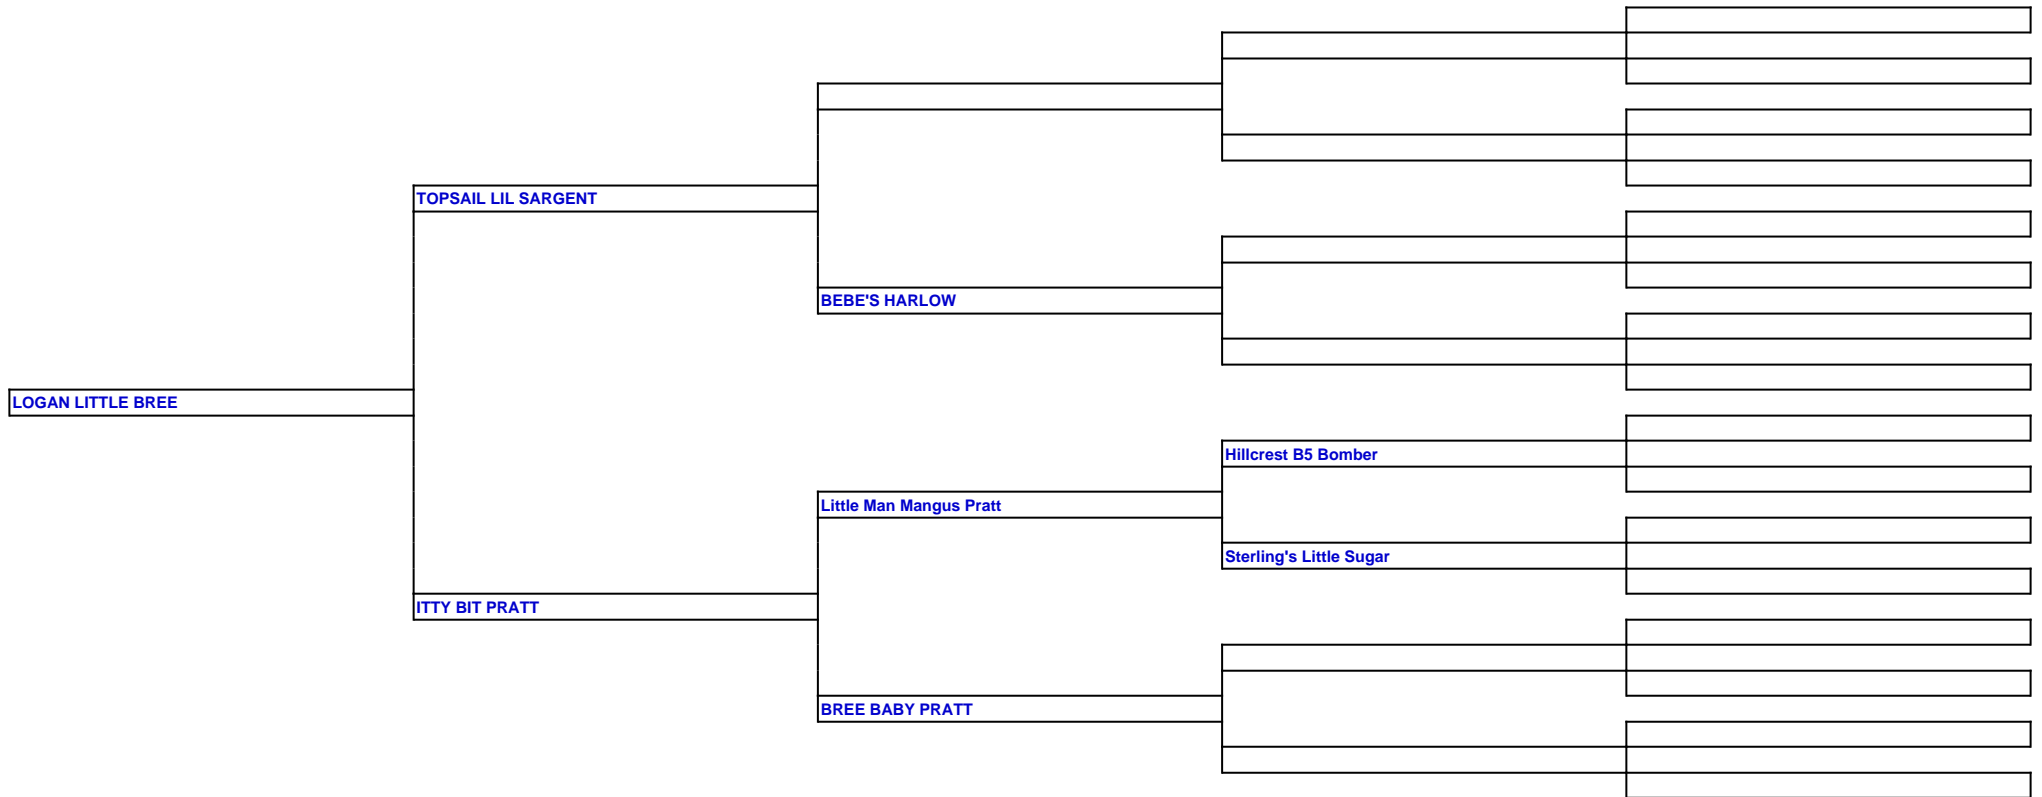 TOPSAIL LIL SARGENT
BEBE'S HARLOW
LOGAN LITTLE BREE
Hillcrest B5 Bomber
Little Man Mangus Pratt
Sterling's Little Sugar
ITTY BIT PRATT
BREE BABY PRATT